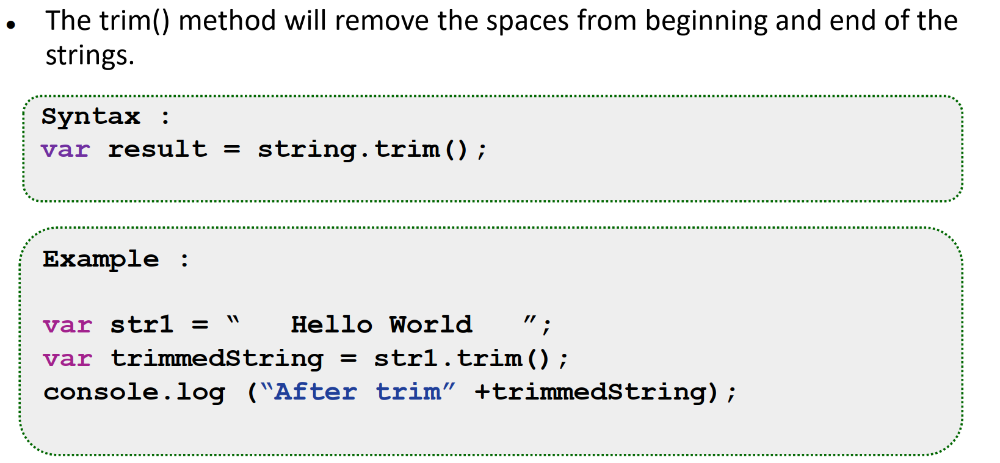 • The trim() method will remove the spaces from beginning and end of the
strings.
Syntax :
var result = string.trim();
Example :
var str1 = “   Hello World   ”;
var trimmedString = str1.trim();
console.log (“After trim” +trimmedString);